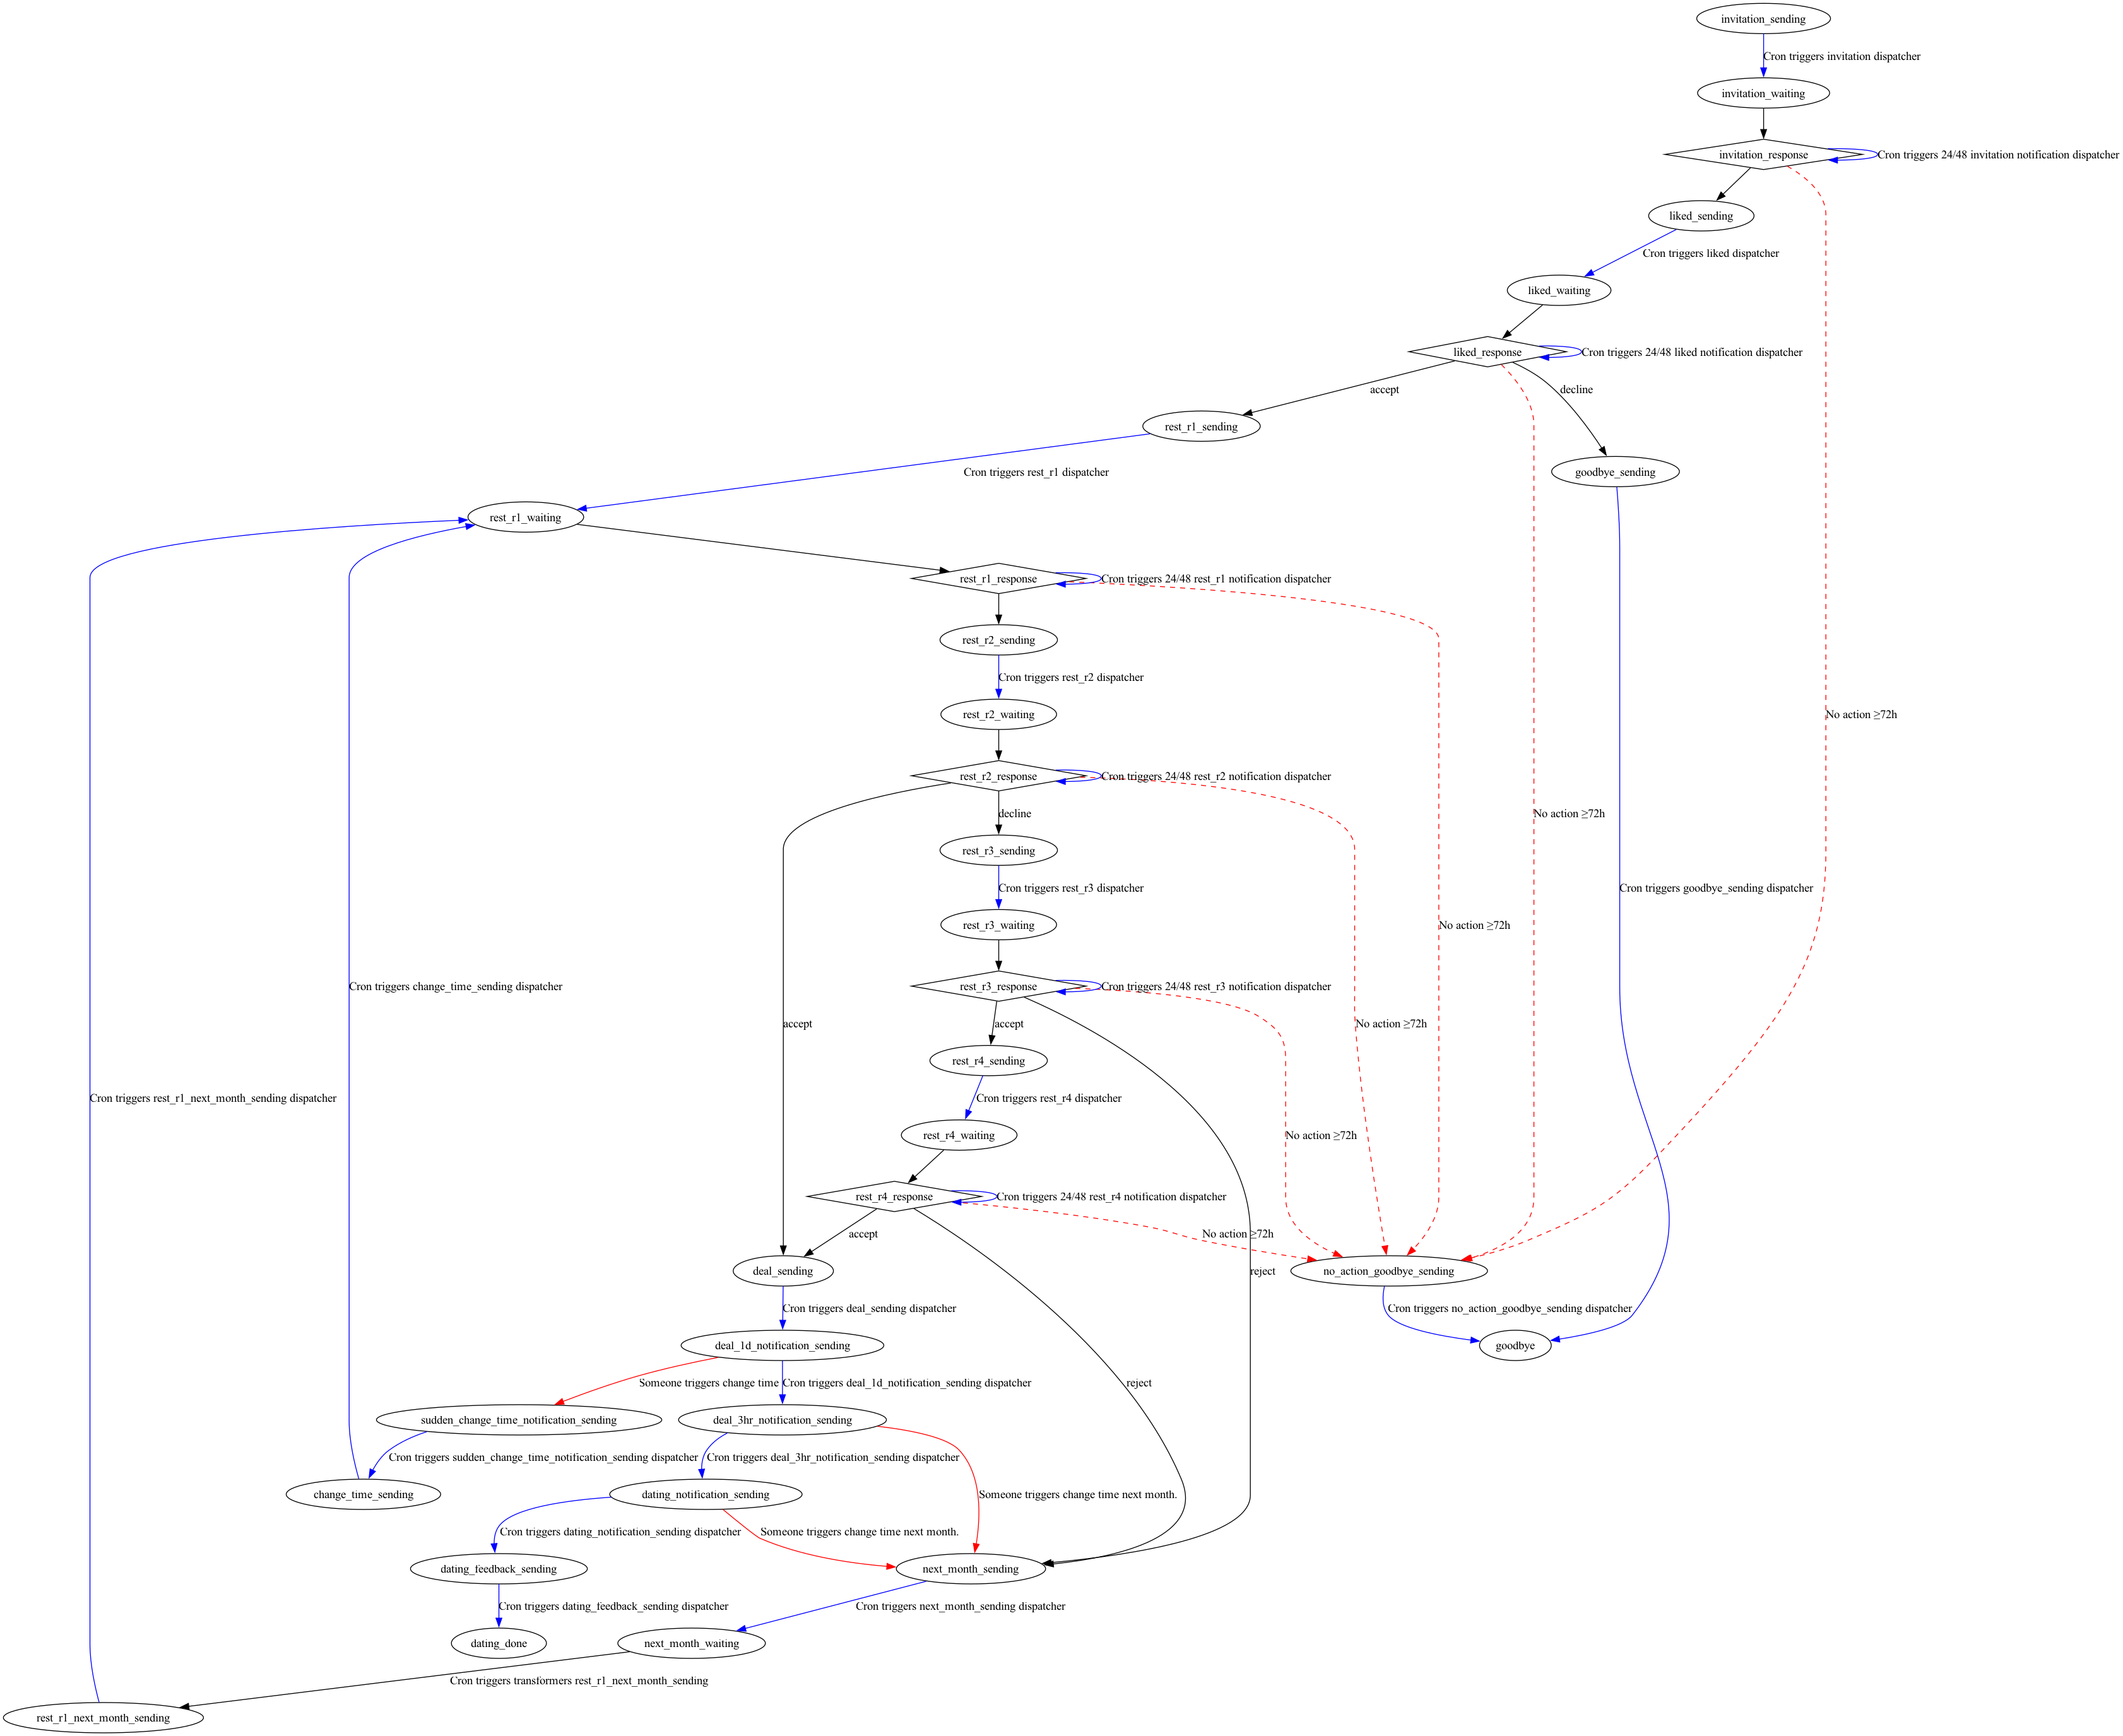 invitation_sending
Cron triggers invitation dispatcher
invitation_waiting
invitation_response
Cron triggers 24/48 invitation notification dispatcher
liked_sending
Cron triggers liked dispatcher
liked_waiting
liked_response
Cron triggers 24/48 liked notification dispatcher
accept
decline
rest_r1_sending
goodbye_sending
Cron triggers rest_r1 dispatcher
rest_r1_waiting
rest_r1_response
Cron triggers 24/48 rest_r1 notification dispatcher
rest_r2_sending
Cron triggers rest_r2 dispatcher
rest_r2_waiting
No action ≥72h
rest_r2_response
Cron triggers 24/48 rest_r2 notification dispatcher
decline
No action ≥72h
rest_r3_sending
Cron triggers rest_r3 dispatcher
Cron triggers goodbye_sending dispatcher
rest_r3_waiting
No action ≥72h
Cron triggers change_time_sending dispatcher
rest_r3_response
Cron triggers 24/48 rest_r3 notification dispatcher
accept
accept
No action ≥72h
rest_r4_sending
Cron triggers rest_r1_next_month_sending dispatcher
Cron triggers rest_r4 dispatcher
rest_r4_waiting
No action ≥72h
rest_r4_response
Cron triggers 24/48 rest_r4 notification dispatcher
accept
No action ≥72h
deal_sending
reject
no_action_goodbye_sending
Cron triggers deal_sending dispatcher
Cron triggers no_action_goodbye_sending dispatcher
deal_1d_notification_sending
goodbye
Someone triggers change time
Cron triggers deal_1d_notification_sending dispatcher
reject
sudden_change_time_notification_sending
deal_3hr_notification_sending
Cron triggers sudden_change_time_notification_sending dispatcher
Cron triggers deal_3hr_notification_sending dispatcher
change_time_sending
dating_notification_sending
Someone triggers change time next month.
Cron triggers dating_notification_sending dispatcher
Someone triggers change time next month.
dating_feedback_sending
next_month_sending
Cron triggers dating_feedback_sending dispatcher
Cron triggers next_month_sending dispatcher
dating_done
next_month_waiting
Cron triggers transformers rest_r1_next_month_sending
rest_r1_next_month_sending